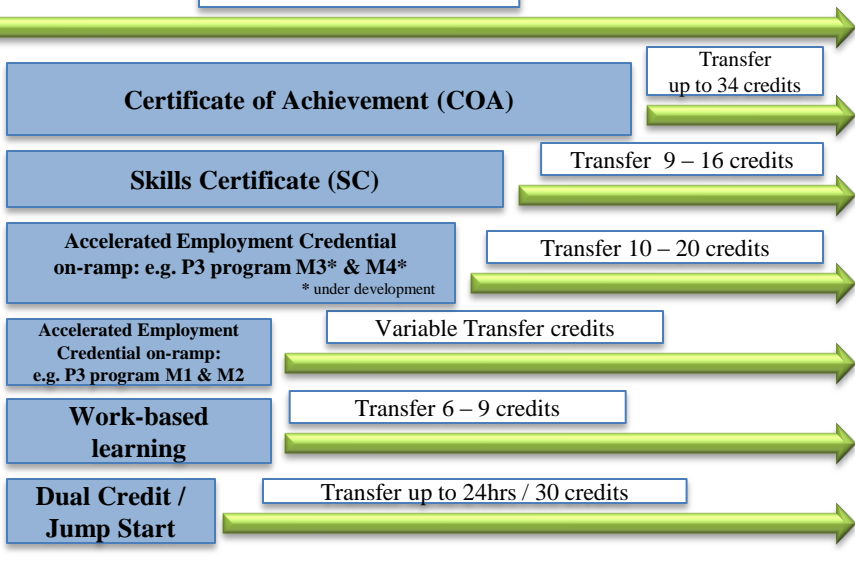 Transfer
up to 34 credits
Certificate of Achievement (COA)
Transfer 9 – 16 credits
Skills Certificate (SC)
Accelerated Employment Credential
on-ramp: e.g. P3 program M3* & M4*
* under development
Transfer 10 – 20 credits
Variable Transfer credits
Accelerated Employment
Credential on-ramp:
e.g. P3 program M1 & M2
Transfer 6 – 9 credits
Work-based
learning
Transfer up to 24hrs / 30 credits
Dual Credit /
Jump Start